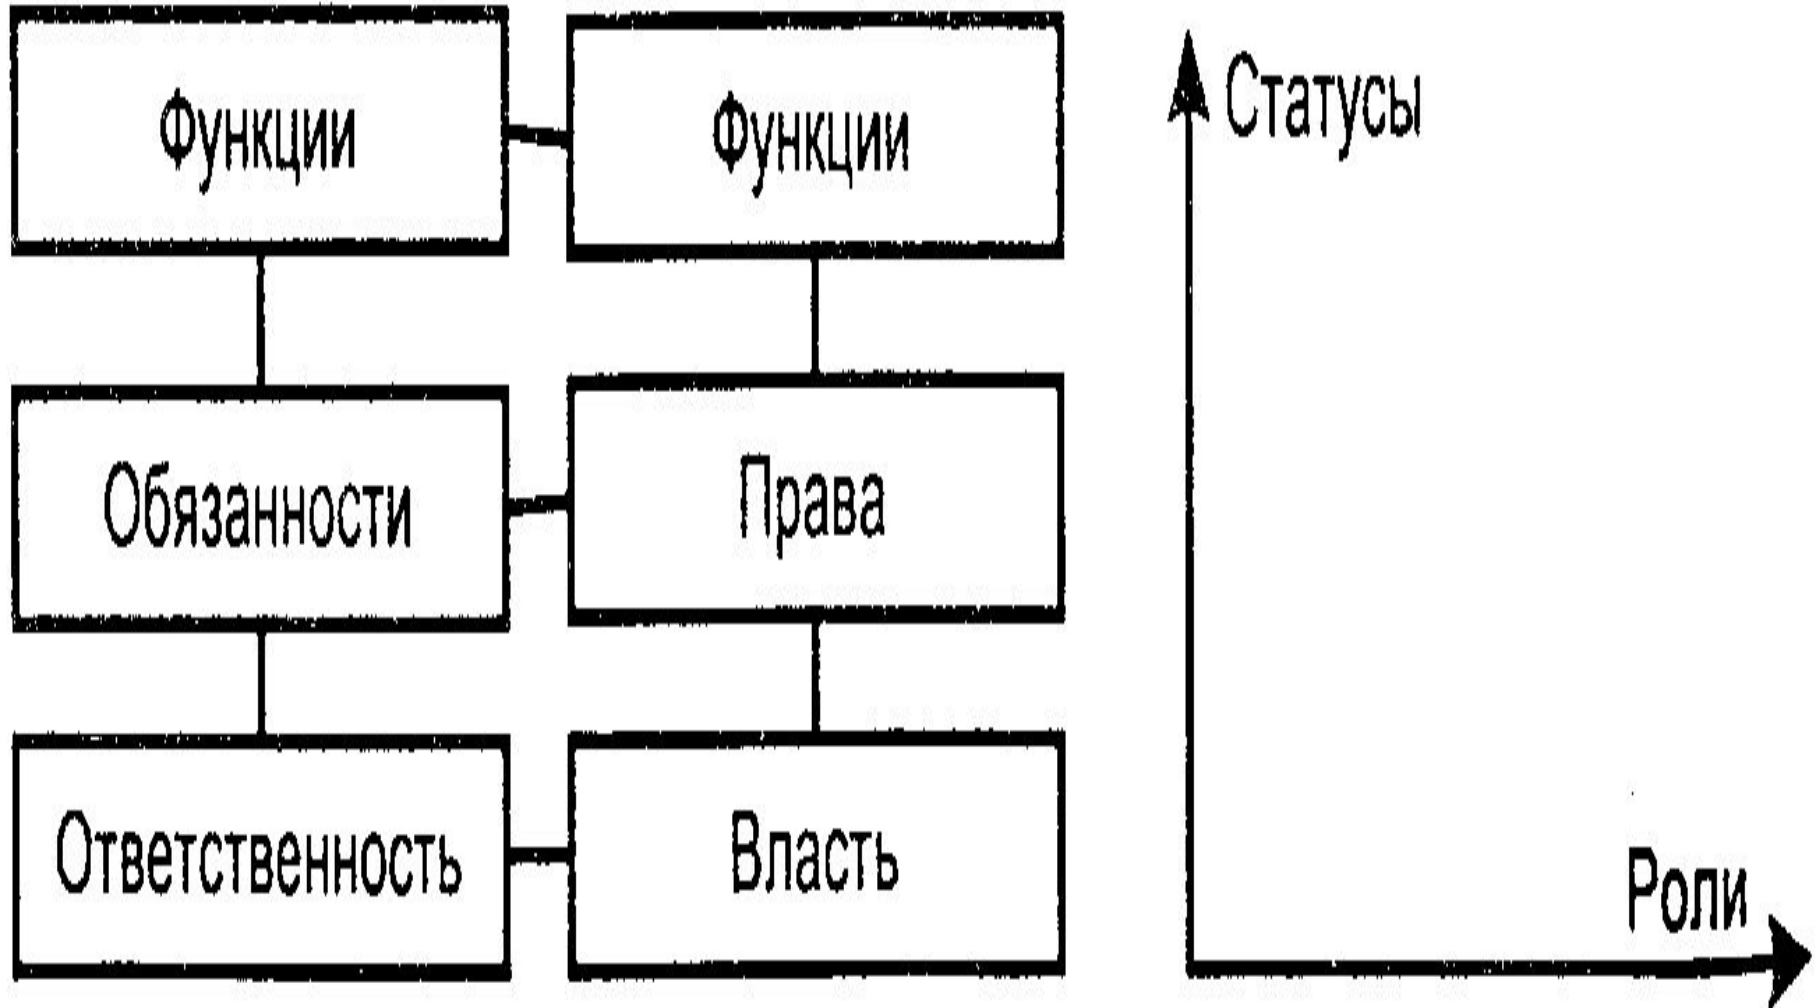 Функции
Функции
Статусы
Обязанности
Права
Ответственность
Власть
Роли